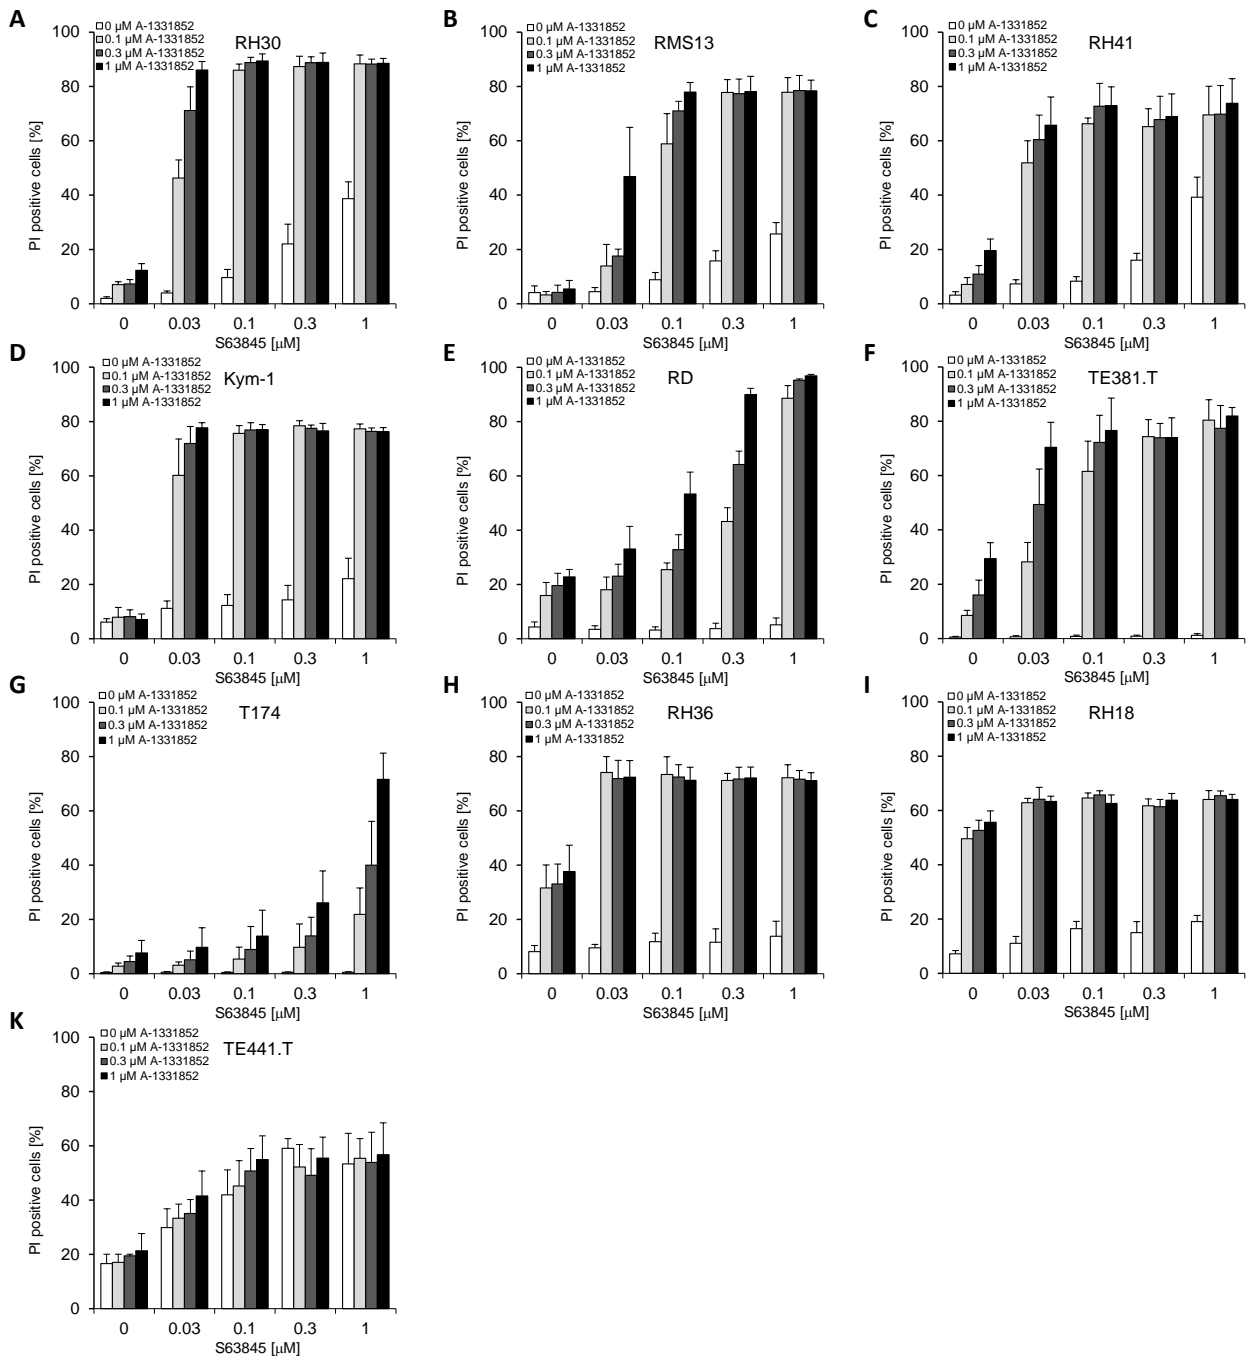 A
0 µM A-1331852
0.1 µM A-1331852
0.3 µM A-1331852
1 µM A-1331852
RH30
PI positive cells [%]
100
80
60
40
20
0
0 0.03 0.1 0.3 1
S63845 [µM]
B
0 µM A-1331852
0.1 µM A-1331852
0.3 µM A-1331852
1 µM A-1331852
RMS13
PI positive cells [%]
100
80
60
40
20
0
0 0.03 0.1 0.3 1
S63845 [µM]
C
0 µM A-1331852
0.1 µM A-1331852
0.3 µM A-1331852
1 µM A-1331852
RH41
PI positive cells [%]
100
80
60
40
20
0
0 0.03 0.1 0.3 1
S63845 [µM]
D
0 µM A-1331852
0.1 µM A-1331852
0.3 µM A-1331852
1 µM A-1331852
Kym-1
PI positive cells [%]
100
80
60
40
20
0
0 0.03 0.1 0.3 1
S63845 [µM]
E
0 µM A-1331852
0.1 µM A-1331852
0.3 µM A-1331852
1 µM A-1331852
RD
PI positive cells [%]
100
80
60
40
20
0
0 0.03 0.1 0.3 1
S63845 [µM]
F
0 µM A-1331852
0.1 µM A-1331852
0.3 µM A-1331852
1 µM A-1331852
TE381.T
PI positive cells [%]
100
80
60
40
20
0
0 0.03 0.1 0.3 1
S63845 [µM]
G
0 µM A-1331852
0.1 µM A-1331852
0.3 µM A-1331852
1 µM A-1331852
T174
PI positive cells [%]
100
80
60
40
20
0
0 0.03 0.1 0.3 1
S63845 [µM]
H
0 µM A-1331852
0.1 µM A-1331852
0.3 µM A-1331852
1 µM A-1331852
RH36
PI positive cells [%]
100
80
60
40
20
0
0 0.03 0.1 0.3 1
S63845 [µM]
I
0 µM A-1331852
0.1 µM A-1331852
0.3 µM A-1331852
1 µM A-1331852
RH18
PI positive cells [%]
100
80
60
40
20
0
0 0.03 0.1 0.3 1
S63845 [µM]
K
0 µM A-1331852
0.1 µM A-1331852
0.3 µM A-1331852
1 µM A-1331852
TE441.T
PI positive cells [%]
100
80
60
40
20
0
0 0.03 0.1 0.3 1
S63845 [µM]